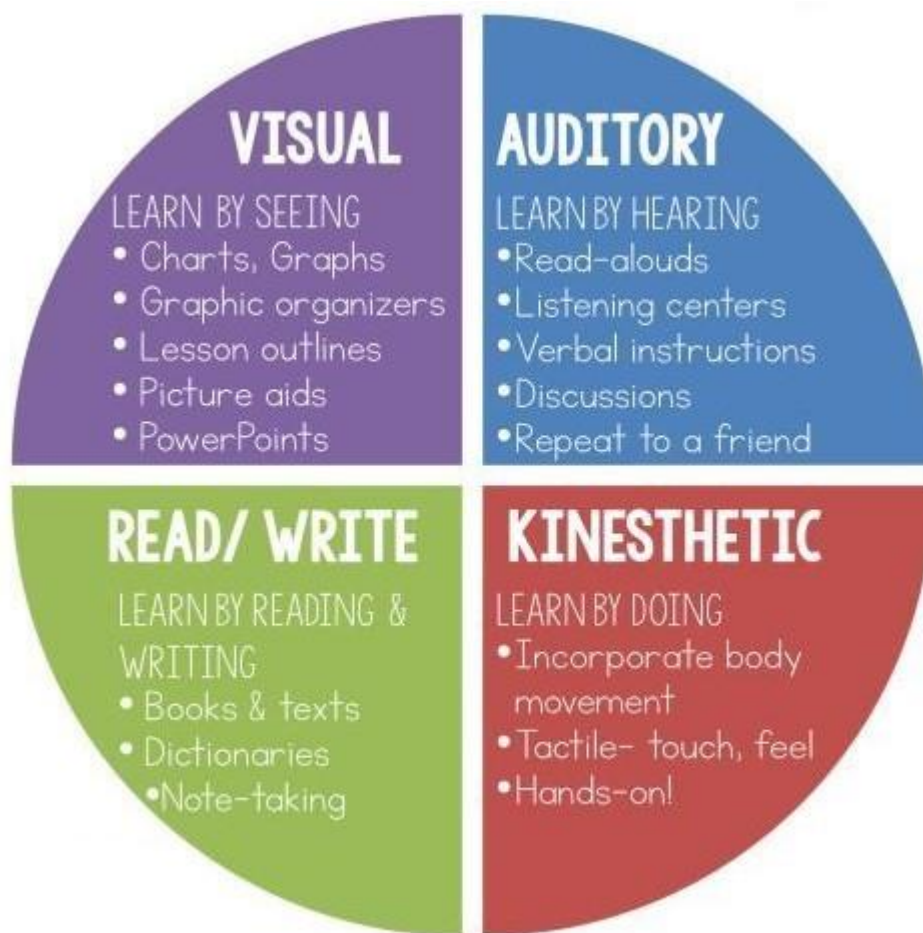 VISUAL
LEARN BY SEEING
• Charts, Graphs
• Graphic organizers
• Lesson outlines
• Picture aids
• PowerPoints
AUDITORY
LEARN BY HEARING
•Read-alouds
•Listening centers
•Verbal instructions
•Discussions
•Repeat to a friend
READ/ WRITE
LEARN BY READING &
WRITING
• Books & texts
• Dictionaries
•Note-taking
KINESTHETIC
LEARN BY DOING
•Incorporate body
movement
•Tactile- touch, feel
•Hands-on!